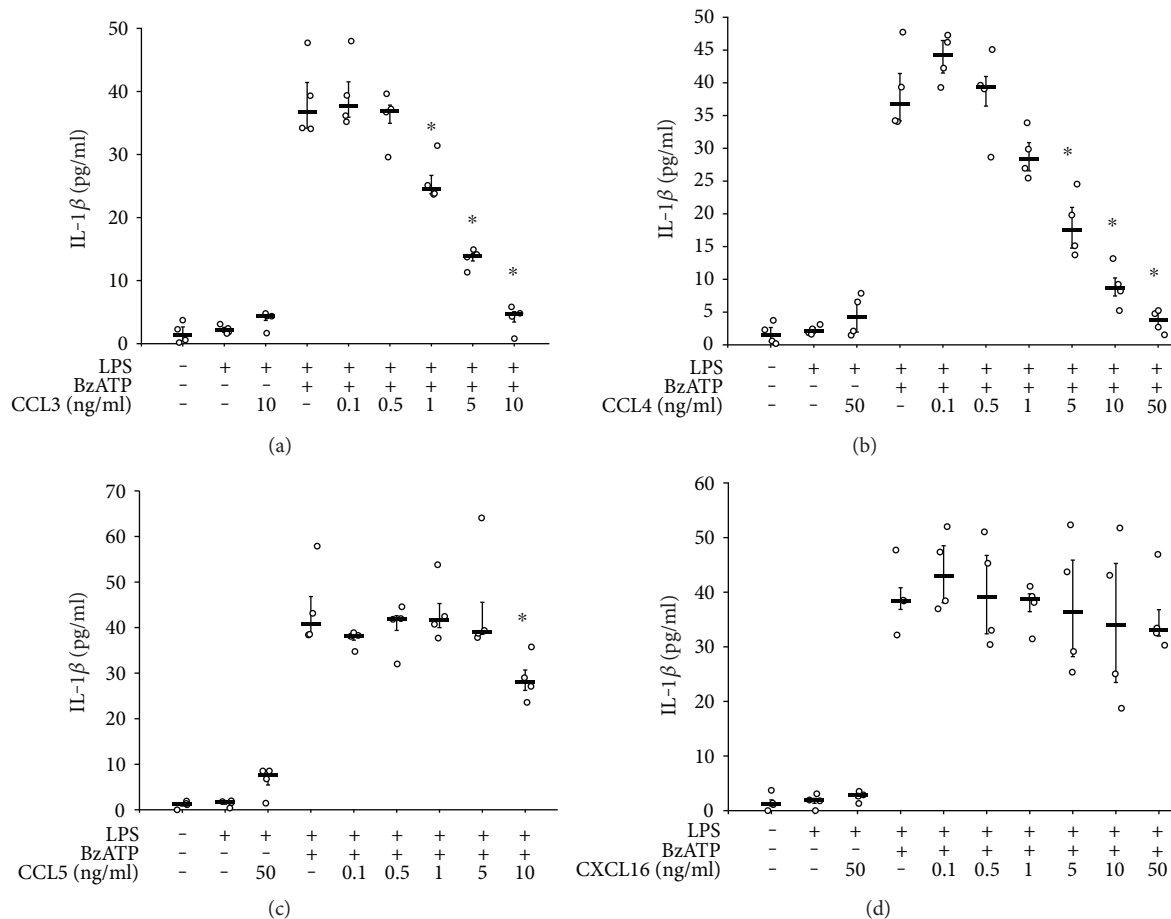 50
40
30
20
10
0
IL-1β (pg/ml)
* * *
LPS - + + + + + + + +
BzATP - - - + + + + + +
CCL3 (ng/ml) - - 10 - 0.1 0.5 1 5 10
(a)
50
45
40
35
30
25
20
15
10
5
0
IL-1β (pg/ml)
* * *
LPS - + + + + + + + + +
BzATP - - - + + + + + + +
CCL4 (ng/ml) - - 50 - 0.1 0.5 1 5 10 50
(b)
70
60
50
40
30
20
10
0
IL-1β (pg/ml)
*
LPS - + + + + + + + +
BzATP - - - + + + + + +
CCL5 (ng/ml) - - 50 - 0.1 0.5 1 5 10
(c)
60
50
40
30
20
10
0
IL-1β (pg/ml)
LPS - + + + + + + + + +
BzATP - - - + + + + + + +
CXCL16 (ng/ml) - - 50 - 0.1 0.5 1 5 10 50
(d)